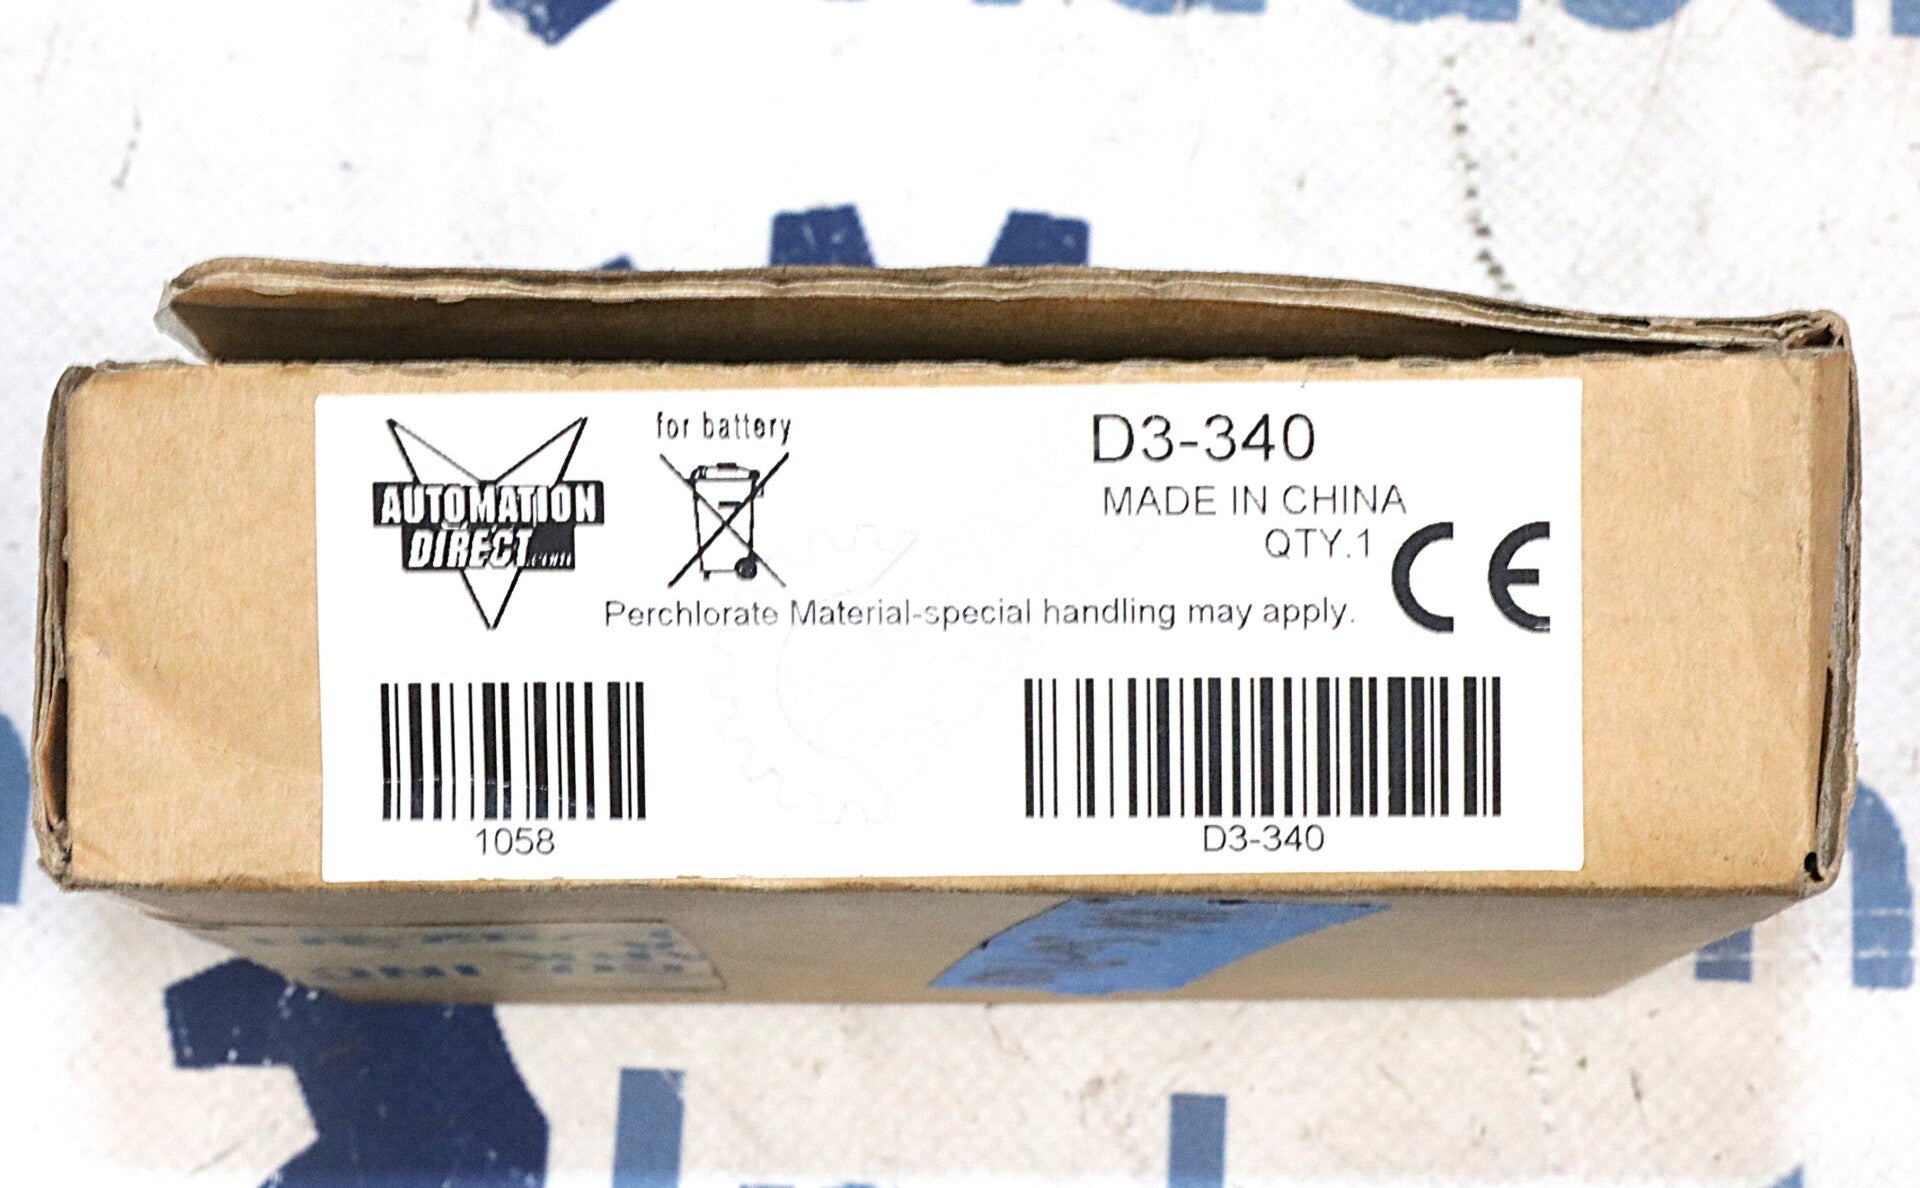 AUTOMATION
DIRECT
for battery
D3-340
MADE IN CHINA
QTY.1
CE
Perchlorate Material-special handling may apply.
1058
D3-340